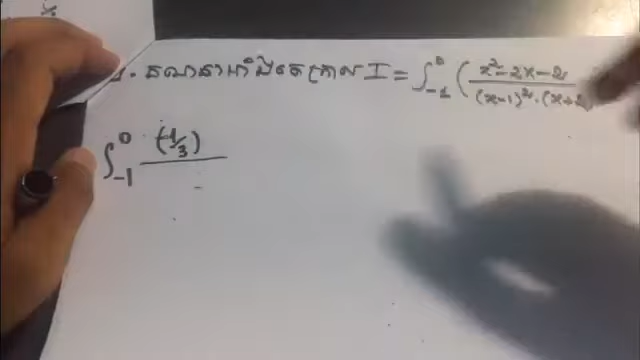 គណនាអាំងតេក្រាល I = ∫₋₁⁰ (x²-2x-2 / (x-1)²·(x+2)
∫₋₁⁰ (-1/3)